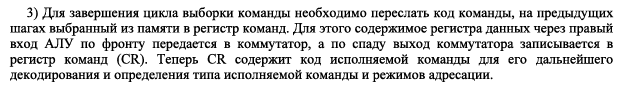 3) Для завершения цикла выборки команды необходимо переслать код команды, на предыдущих
шагах выбранный из памяти в регистр команд. Для этого содержимое регистра данных через правый
вход АЛУ по фронту передается в коммутатор, а по спаду выход коммутатора записывается в
регистр команд (CR). Теперь CR содержит код исполняемой команды для его дальнейшего
декодирования и определения типа исполняемой команды и режимов адресации.